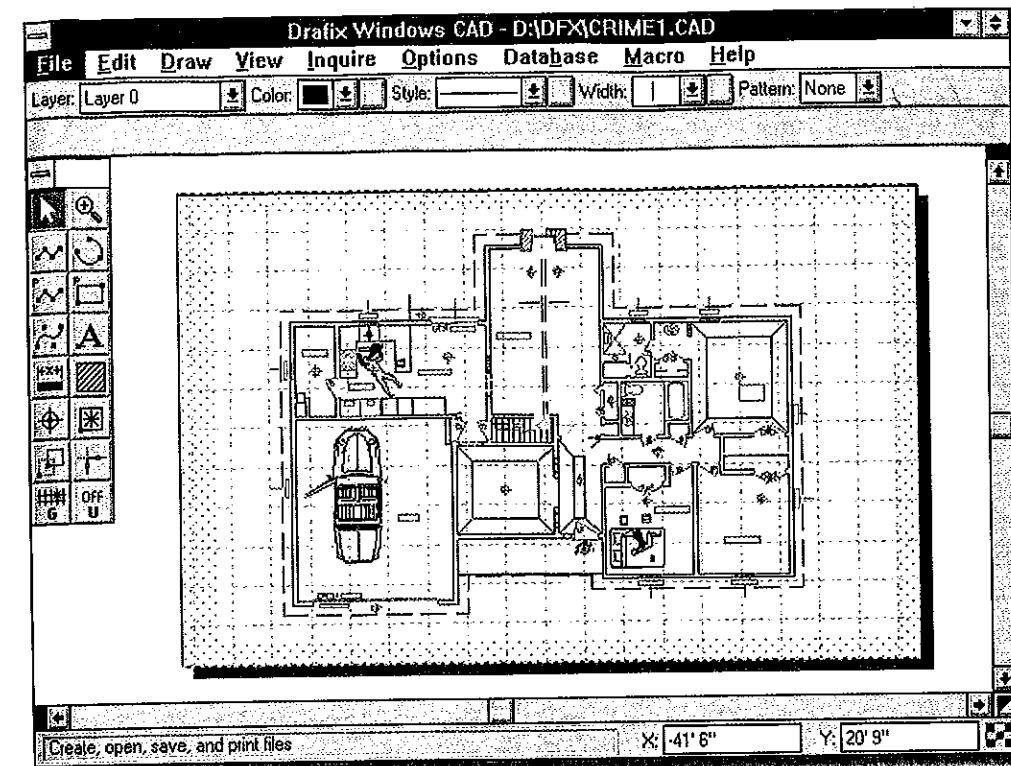 Drafix Windows CAD - D:\DFX\CRIME1.CAD
File Edit Draw View Inquire Options Database Macro Help
Layer: Layer 0 Color: Style: Width: Pattern: None
A
+X+
G
OFF
U
Create, open, save, and print files X: -41' 6" Y: 20' 9"